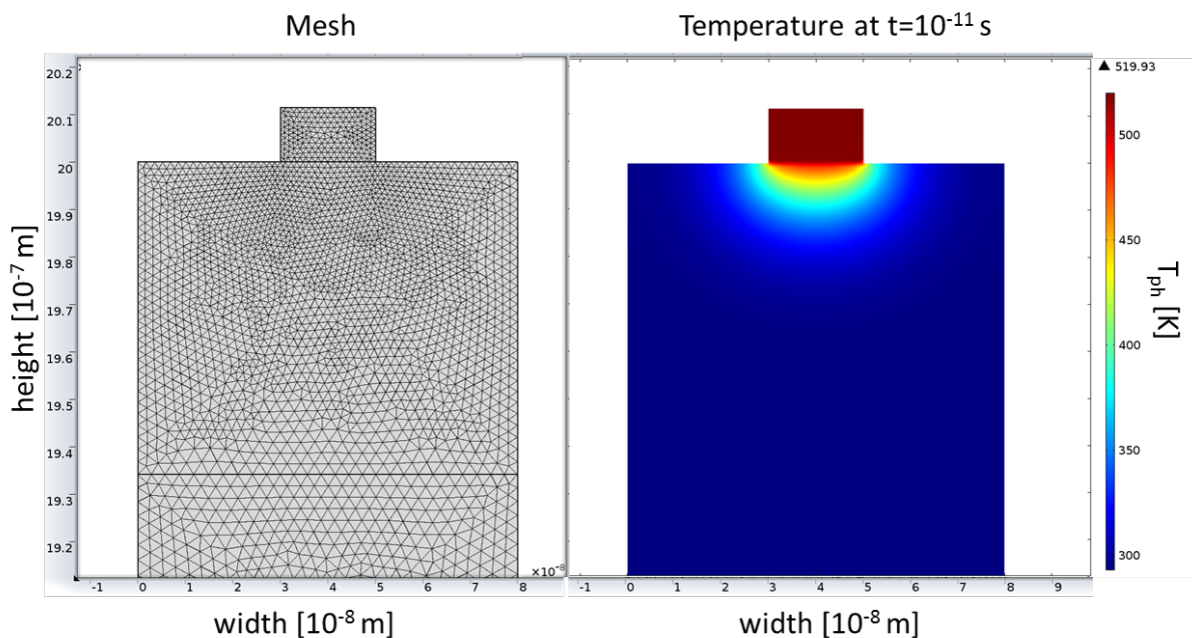 Mesh
Temperature at t=10⁻¹¹ s
20.2
20.1
20
19.9
19.8
19.7
19.6
19.5
19.4
19.3
19.2
height [10⁻⁷ m]
-1 0 1 2 3 4 5 6 7 8
×10⁻⁸
width [10⁻⁸ m]
-1 0 1 2 3 4 5 6 7 8 9
width [10⁻⁸ m]
▲ 519.93
500
450
400
350
300
Tₚₕ [K]